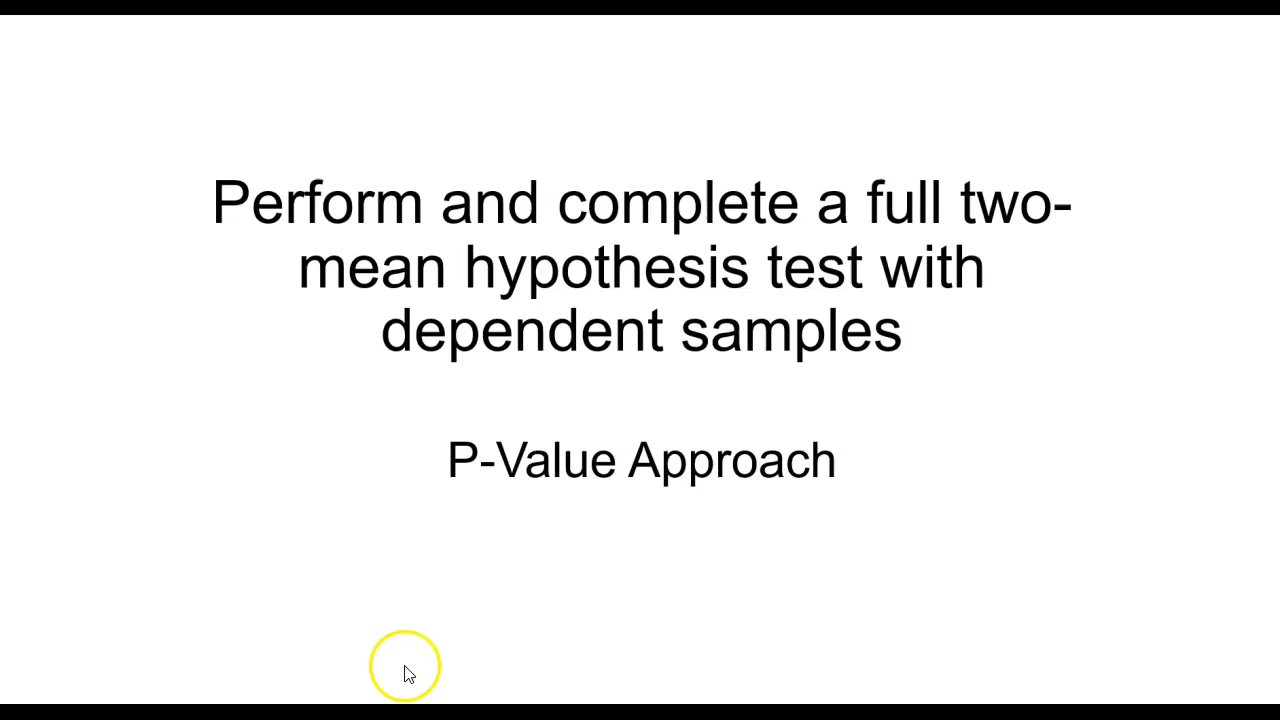 Perform and complete a full two-
mean hypothesis test with
dependent samples
P-Value Approach